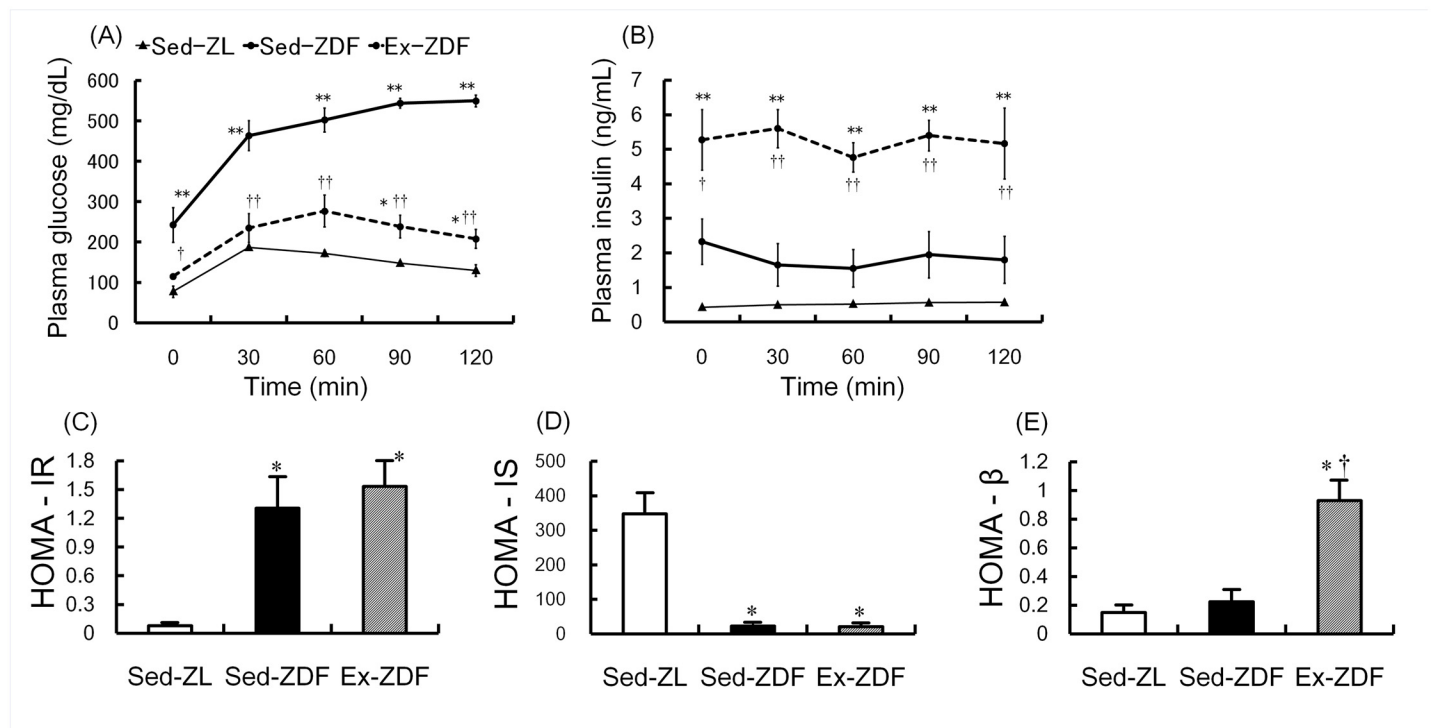 (A)
Sed-ZL Sed-ZDF Ex-ZDF
Plasma glucose (mg/dL)
600
500
400
300
200
100
0
** ** ** ** **
† †† †† * †† *††
0 30 60 90 120
Time (min)
(B)
Plasma insulin (ng/mL)
7
6
5
4
3
2
1
0
** ** ** ** **
† †† †† †† ††
0 30 60 90 120
Time (min)
(C)
HOMA - IR
1.8
1.5
1.2
0.9
0.6
0.3
0
* *
Sed-ZL Sed-ZDF Ex-ZDF
(D)
HOMA - IS
500
400
300
200
100
0
* *
Sed-ZL Sed-ZDF Ex-ZDF
(E)
HOMA - β
1.2
1
0.8
0.6
0.4
0.2
0
* †
Sed-ZL Sed-ZDF Ex-ZDF